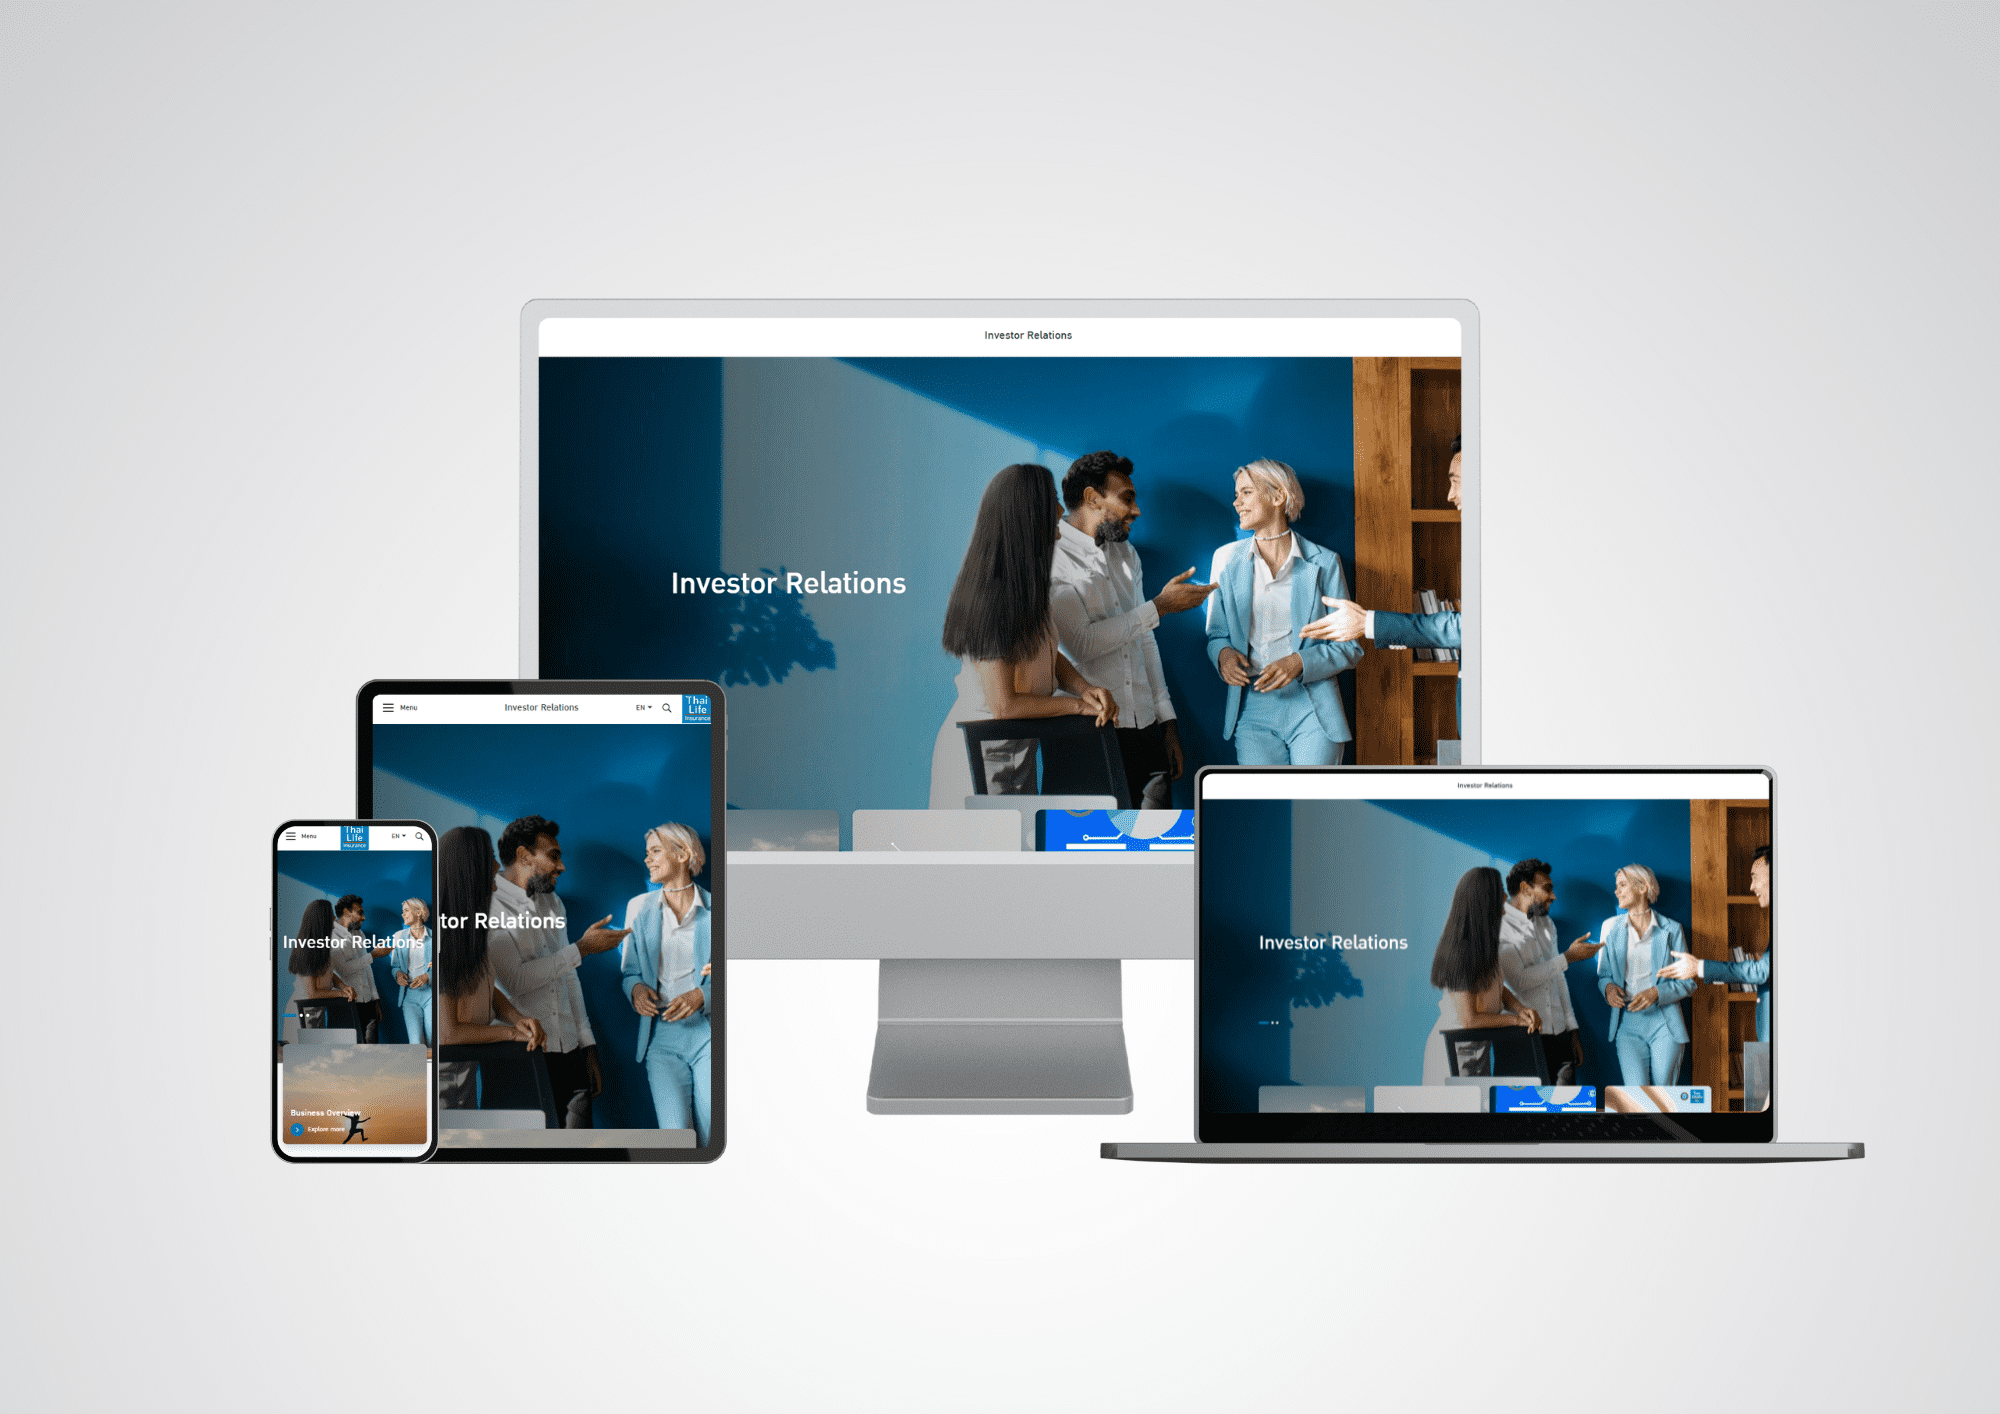 Investor Relations
Investor Relations
Menu
Investor Relations
EN
Thai
Life
Insurance
tor Relations
Menu
Thai
Life
Insurance
EN
Investor Relations
Business Overview
Explore more
Investor Relations
Investor Relations